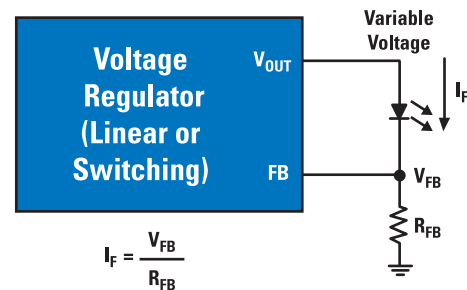 Variable
Voltage
Voltage
Regulator
(Linear or
Switching)
VOUT
IF
FB
VFB
RFB
IF = VFB
RFB